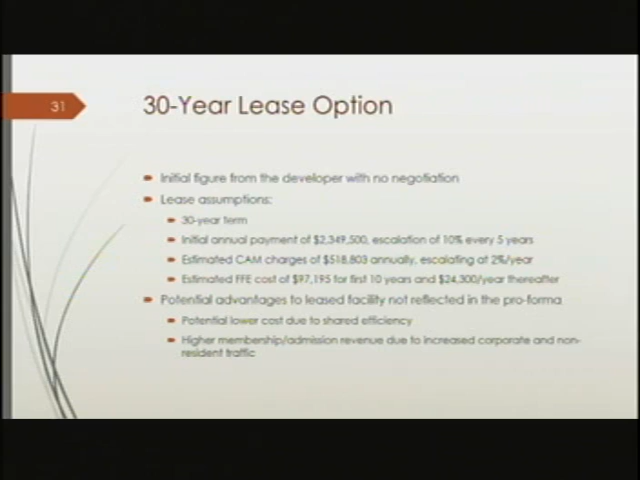 31
30-Year Lease Option
Initial figure from the developer with no negotiation
Lease assumptions:
30-year term
Initial annual payment of $2,349,500, escalation of 10% every 5 years
Estimated CAM charges of $518,803 annually, escalating at 2%/year
Estimated FFE cost of $97,195 for first 10 years and $24,300/year thereafter
Potential advantages to leased facility not reflected in the pro-forma
Potential lower cost due to shared efficiency
Higher membership/admission revenue due to increased corporate and non-
resident traffic